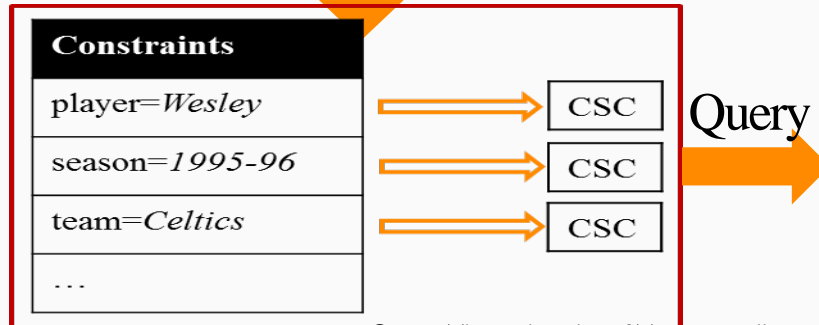 Constraints
player=Wesley CSC
season=1995-96 CSC
team=Celtics CSC
...
Query